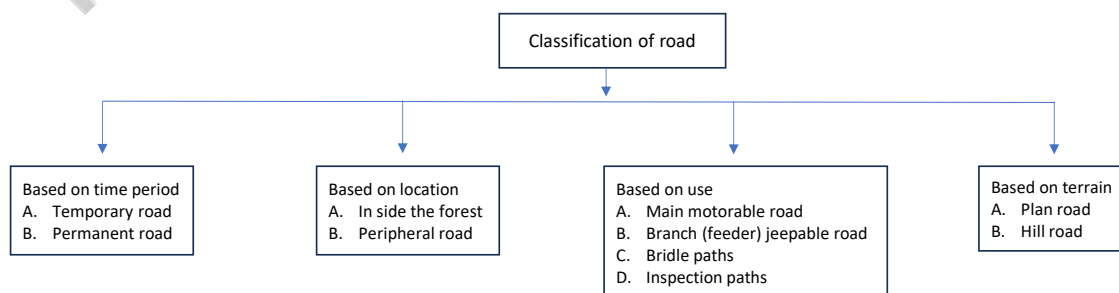 Classification of road
Based on time period
A. Temporary road
B. Permanent road
Based on location
A. In side the forest
B. Peripheral road
Based on use
A. Main motorable road
B. Branch (feeder) jeepable road
C. Bridle paths
D. Inspection paths
Based on terrain
A. Plan road
B. Hill road